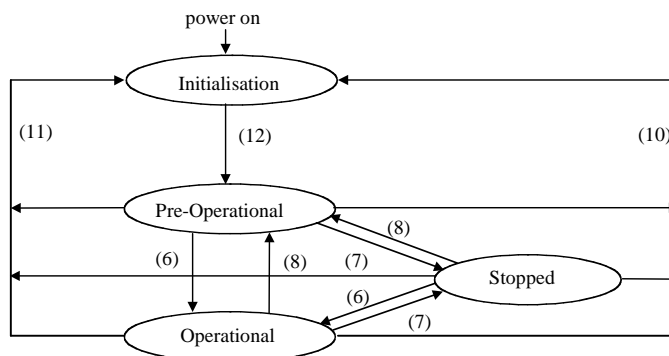 power on
Initialisation
(11)
(12)
(10)
Pre-Operational
(8)
(6)
(8)
(7)
Stopped
(6)
Operational
(7)